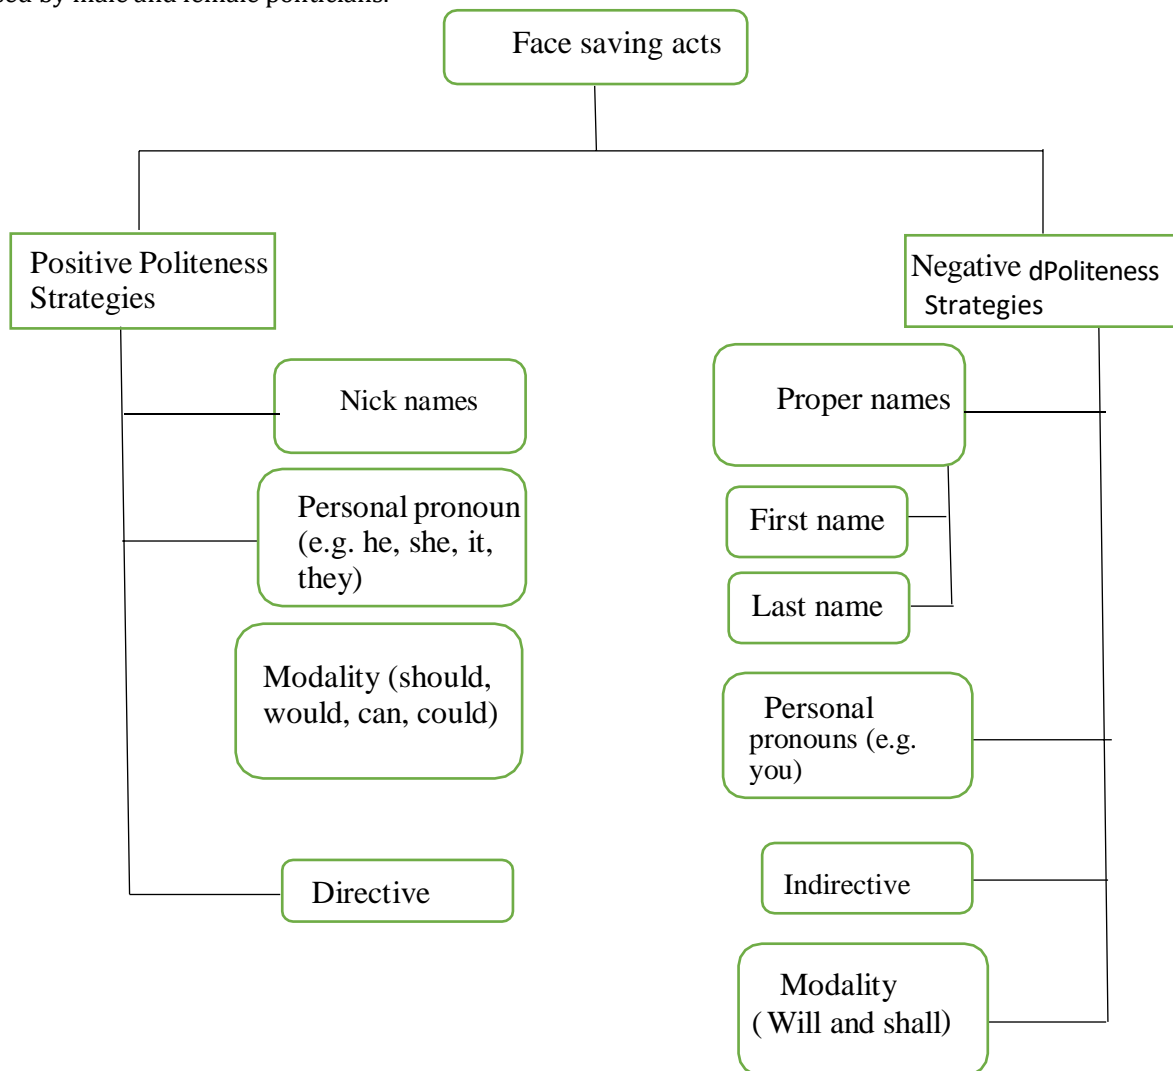 by male and female politicians.
Face saving acts
Positive Politeness
Strategies
Negative dPoliteness
Strategies
Nick names
Personal pronoun
(e.g. he, she, it,
they)
Modality (should,
would, can, could)
Directive
Proper names
First name
Last name
Personal
pronouns (e.g.
you)
Indirective
Modality
(Will and shall)